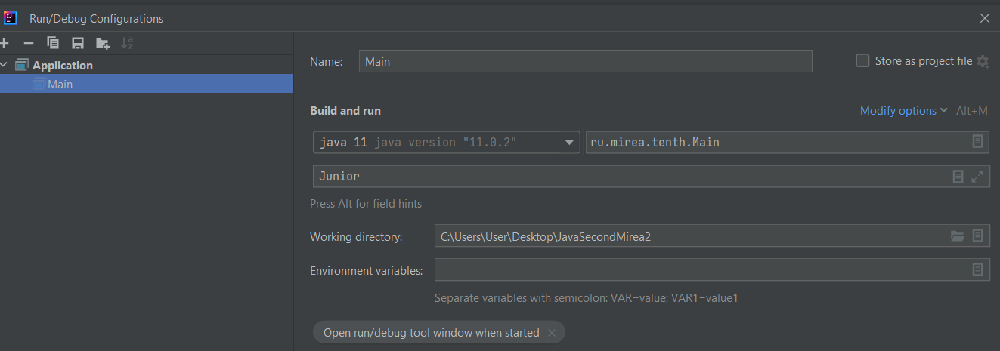 Run/Debug Configurations
Application
Main
Name: Main Store as project file
Build and run Modify options Alt+M
java 11 java version "11.0.2" ru.mirea.tenth.Main
Junior
Press Alt for field hints
Working directory: C:\Users\User\Desktop\JavaSecondMirea2
Environment variables:
Separate variables with semicolon: VAR=value; VAR1=value1
Open run/debug tool window when started